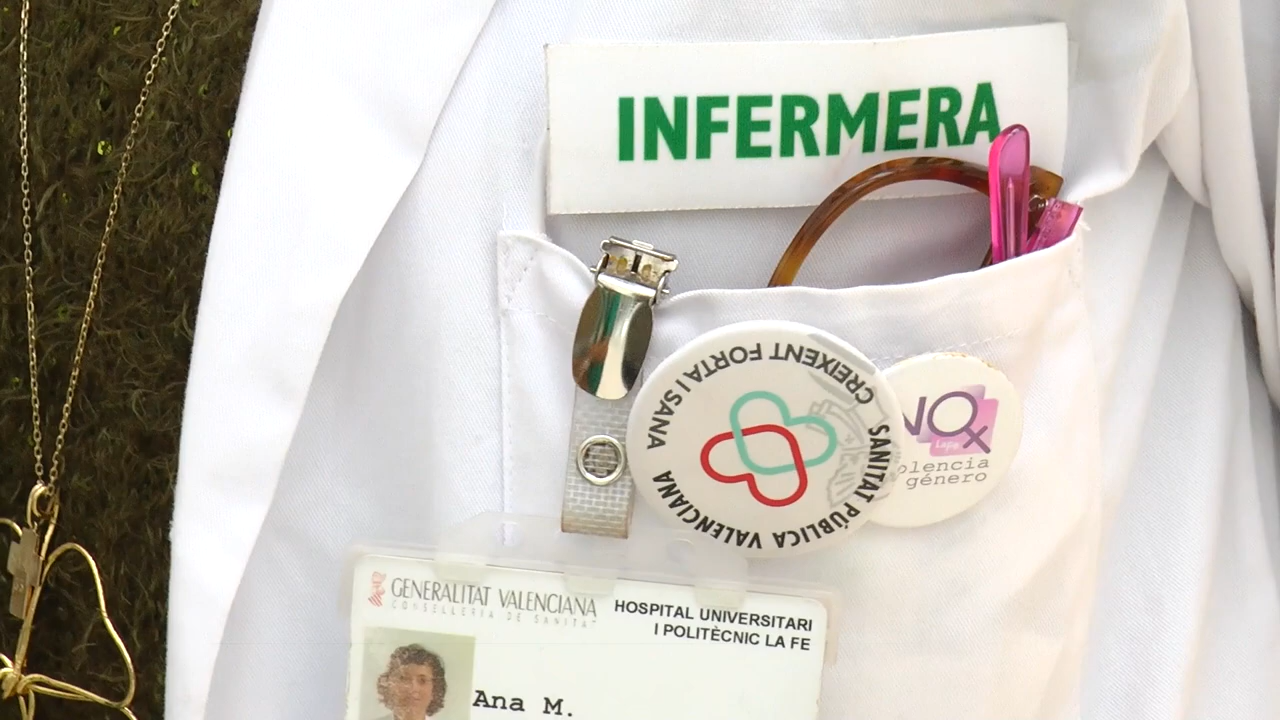 INFERMERA
CREIXENT FORTA I SANA
SANITAT PÚBLICA VALENCIANA
NO
x
género
GENERALITAT VALENCIANA
CONSELLERIA DE SANITAT
HOSPITAL UNIVERSITARI
I POLITÈCNIC LA FE
Ana M.